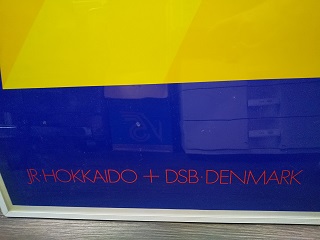 JR·HOKKAIDO + DSB·DENMARK